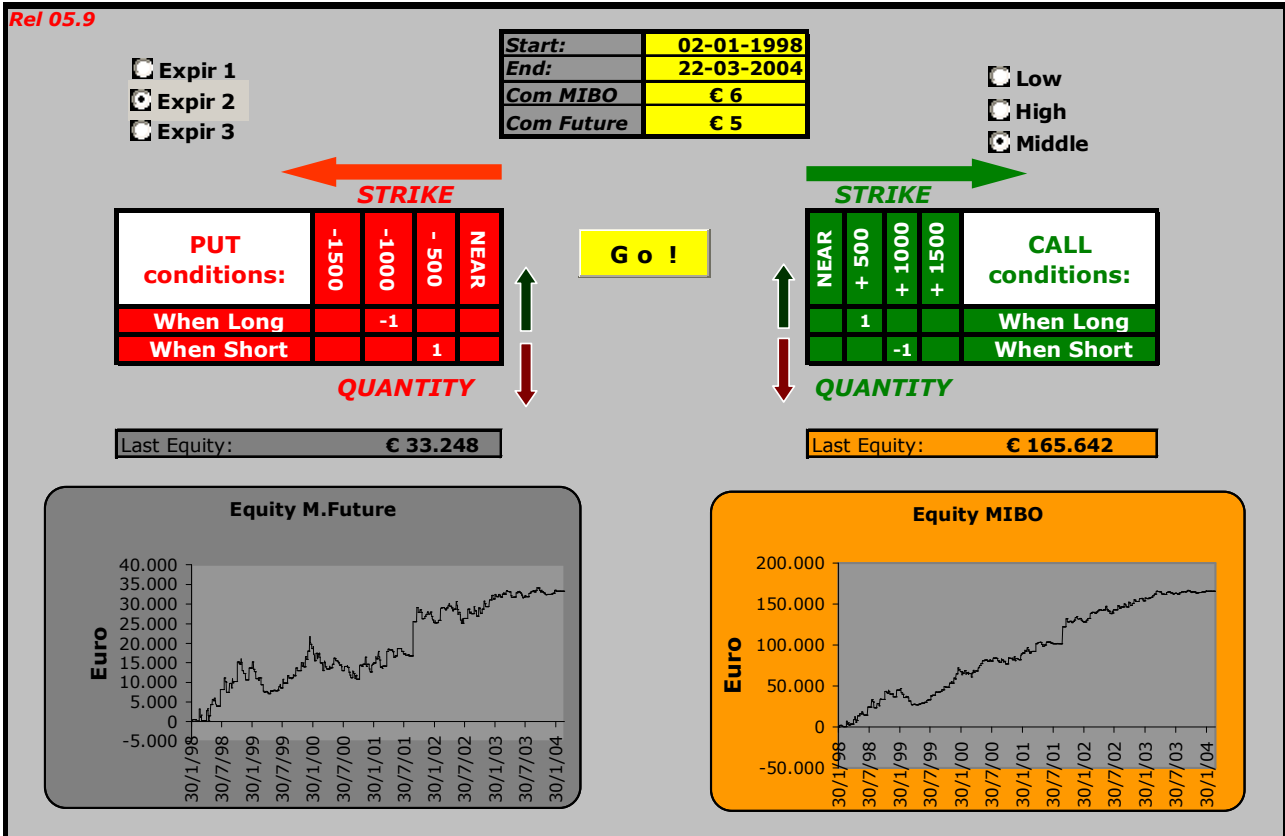 Rel 05.9
Start: 02-01-1998
End: 22-03-2004
Com MIBO € 6
Com Future € 5
Expir 1
Expir 2
Expir 3
Low
High
Middle
STRIKE
STRIKE
PUT
conditions:
-1500
-1000
- 500
NEAR
When Long -1
When Short 1
QUANTITY
G o !
NEAR
+ 500
+ 1000
+ 1500
CALL
conditions:
1 When Long
-1 When Short
QUANTITY
Last Equity: € 33.248
Last Equity: € 165.642
Equity M.Future
Euro
40.000
35.000
30.000
25.000
20.000
15.000
10.000
5.000
0
-5.000
30/1/98
30/7/98
30/1/99
30/7/99
30/1/00
30/7/00
30/1/01
30/7/01
30/1/02
30/7/02
30/1/03
30/7/03
30/1/04
Equity MIBO
Euro
200.000
150.000
100.000
50.000
0
-50.000
30/1/98
30/7/98
30/1/99
30/7/99
30/1/00
30/7/00
30/1/01
30/7/01
30/1/02
30/7/02
30/1/03
30/7/03
30/1/04